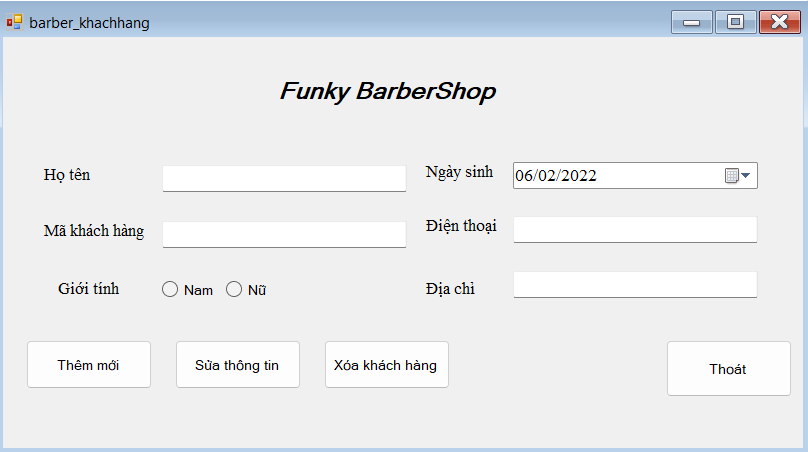 barber_khachhang
Funky BarberShop
Họ tên
Ngày sinh
06/02/2022
Mã khách hàng
Điện thoại
Giới tính
Nam
Nữ
Địa chỉ
Thêm mới
Sửa thông tin
Xóa khách hàng
Thoát